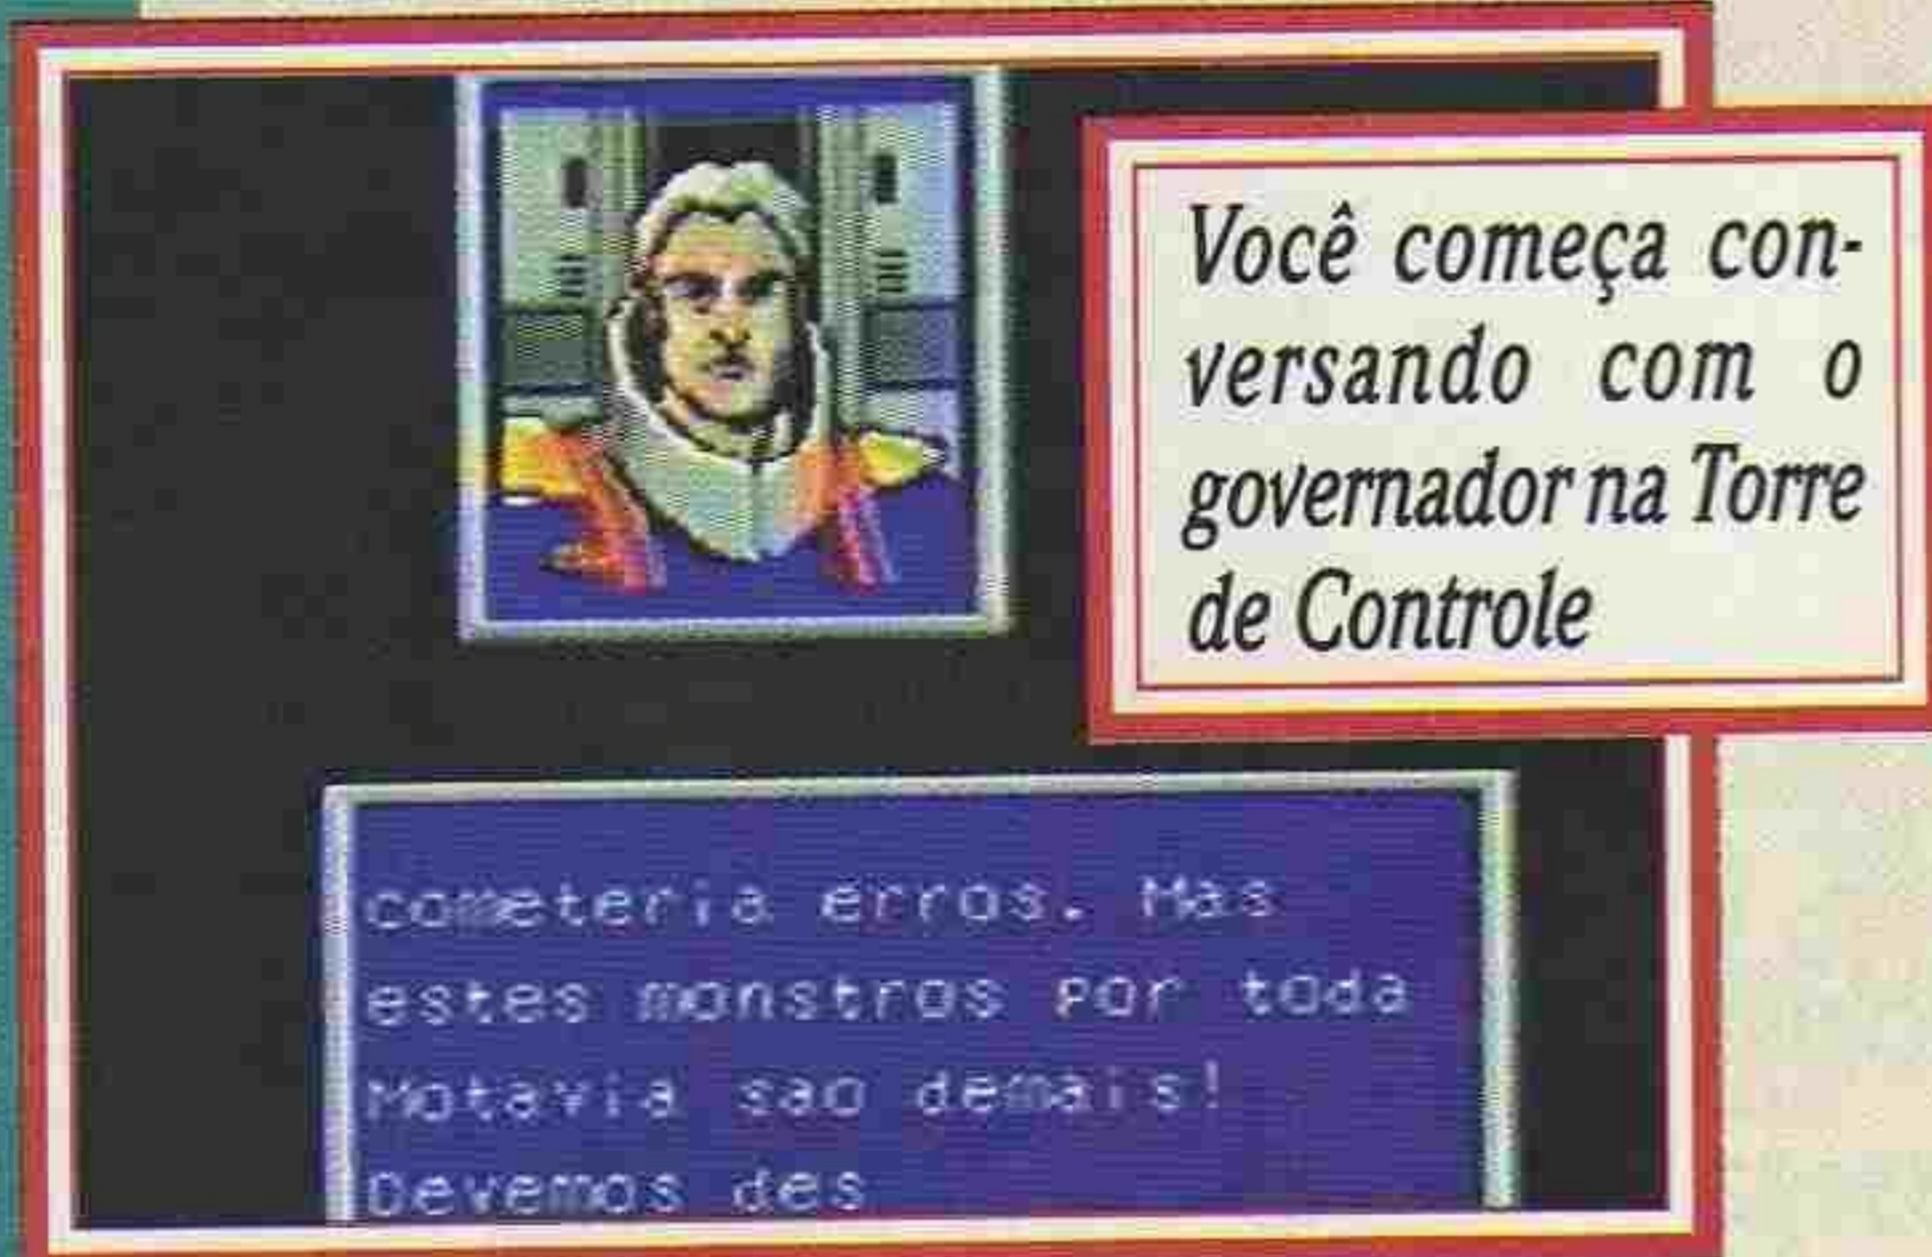 Você começa con-
versando com o
governador na Torre
de Controle
cometeria erros. Mas
estes monstros por toda
Motavia sao demais!
Devemos des